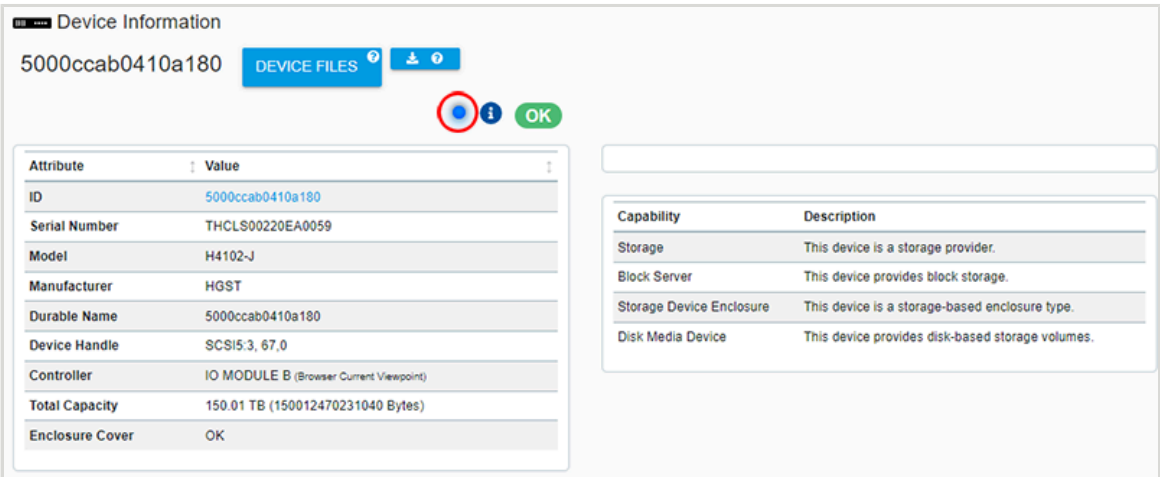 Device Information
5000ccab0410a180 DEVICE FILES ? ?
i OK
Attribute Value
ID 5000ccab0410a180
Serial Number THCLS00220EA0059
Model H4102-J
Manufacturer HGST
Durable Name 5000ccab0410a180
Device Handle SCSI5:3, 67,0
Controller IO MODULE B (Browser Current Viewpoint)
Total Capacity 150.01 TB (150012470231040 Bytes)
Enclosure Cover OK
Capability Description
Storage This device is a storage provider.
Block Server This device provides block storage.
Storage Device Enclosure This device is a storage-based enclosure type.
Disk Media Device This device provides disk-based storage volumes.